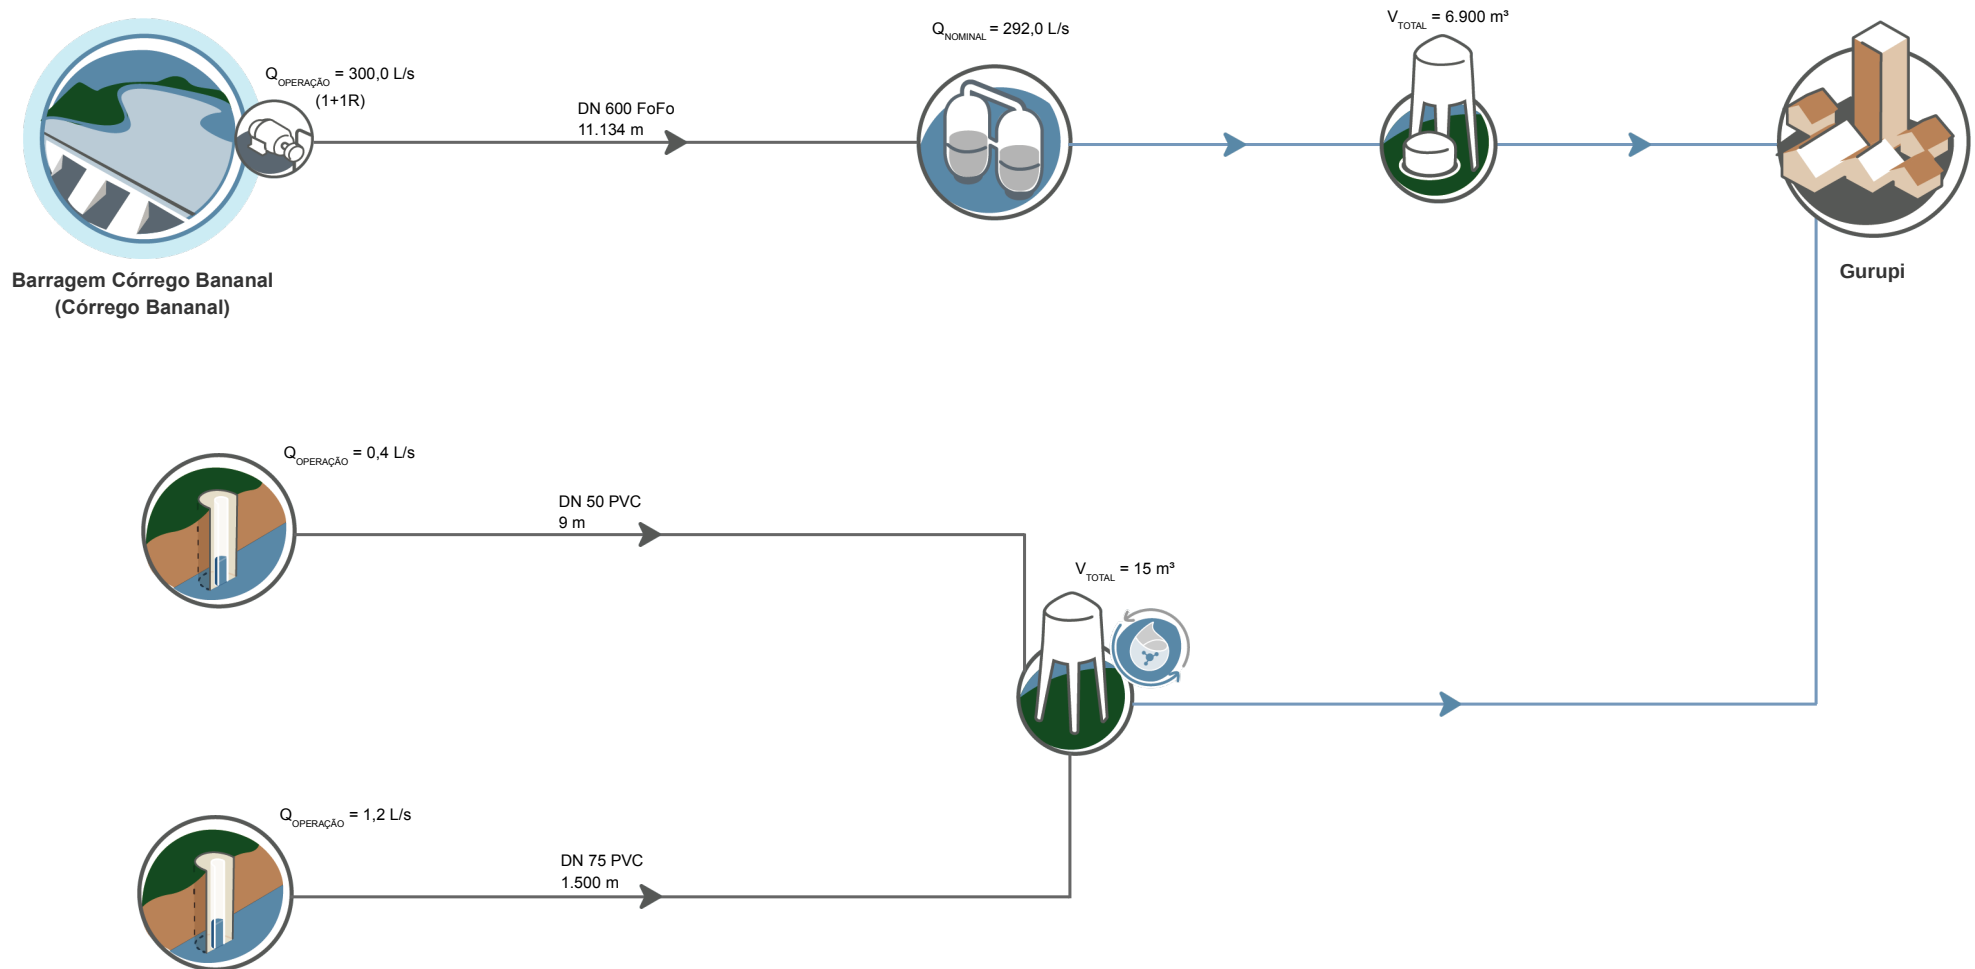 V_TOTAL = 6.900 m³
Q_NOMINAL = 292,0 L/s
Q_OPERAÇÃO = 300,0 L/s
(1+1R)
DN 600 FoFo
11.134 m
Barragem Córrego Bananal
(Córrego Bananal)
Gurupi
Q_OPERAÇÃO = 0,4 L/s
DN 50 PVC
9 m
V_TOTAL = 15 m³
Q_OPERAÇÃO = 1,2 L/s
DN 75 PVC
1.500 m